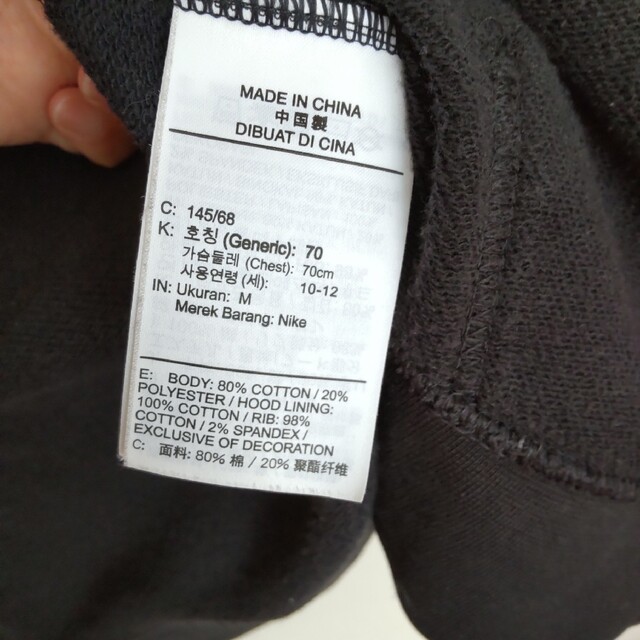 MADE IN CHINA
中国製
DIBUAT DI CINA
C: 145/68
K: 호칭 (Generic): 70
가슴둘레 (Chest): 70cm
사용연령 (세): 10-12
IN: Ukuran: M
Merek Barang: Nike
E: BODY: 80% COTTON / 20%
POLYESTER / HOOD LINING:
100% COTTON / RIB: 98%
COTTON / 2% SPANDEX /
EXCLUSIVE OF DECORATION
C: 面料: 80% 棉 / 20% 聚酯纤维